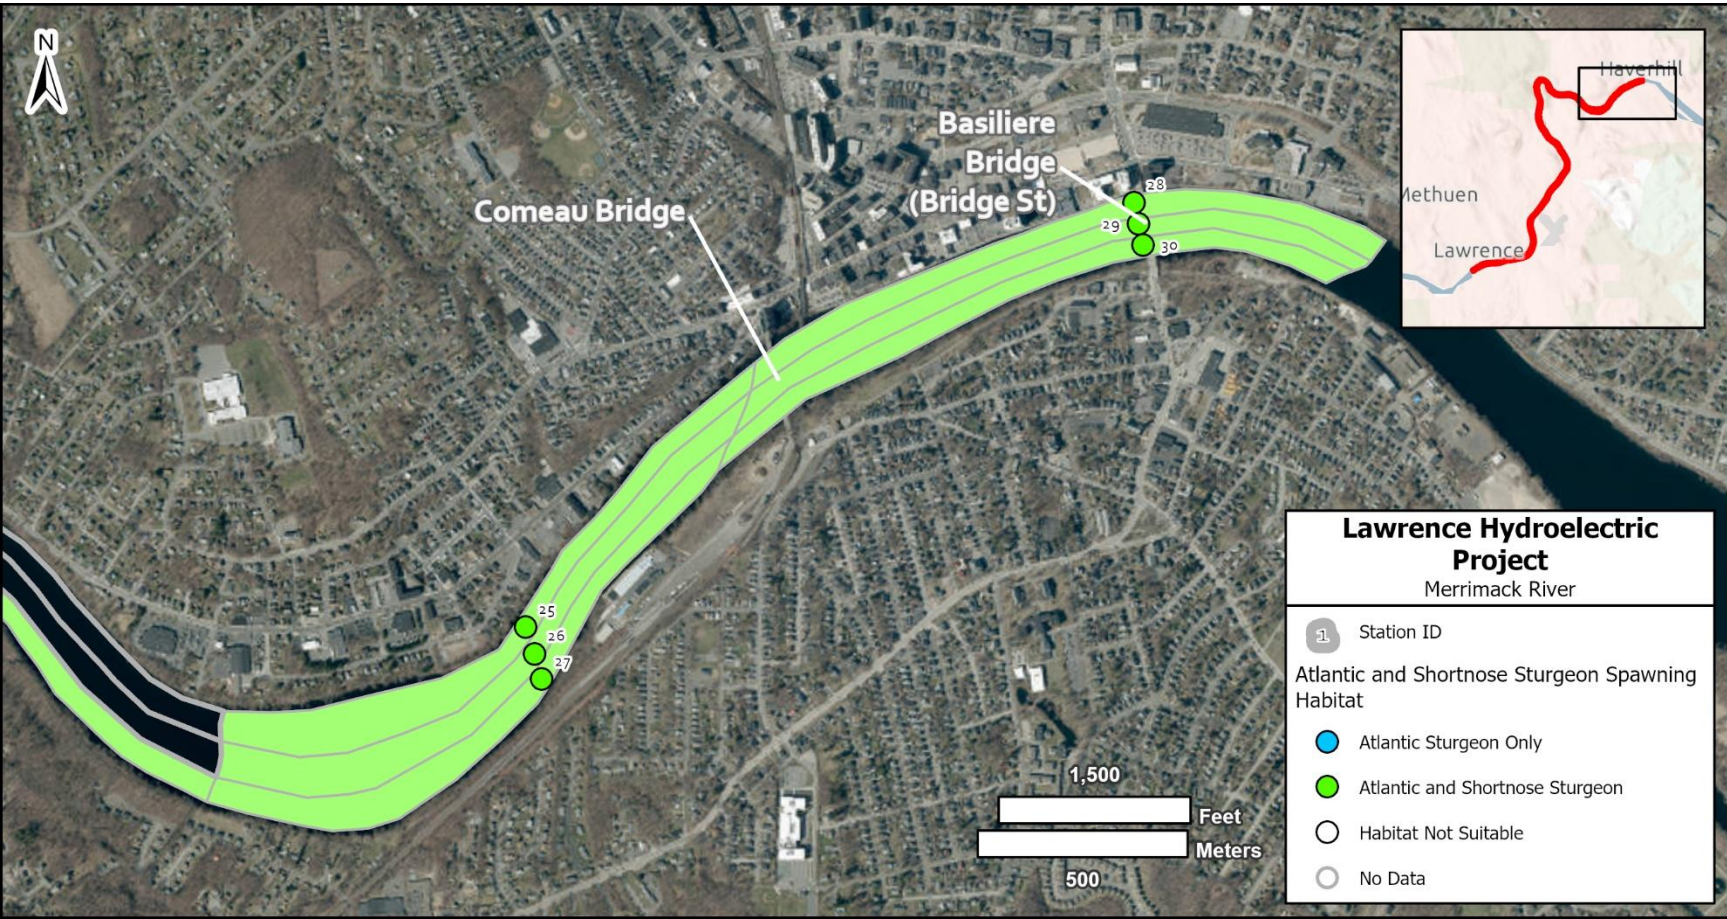 N
Comeau Bridge
Basiliere
Bridge
(Bridge St)
28
29
30
25
26
27
Haverhill
Methuen
Lawrence
1,500
Feet
Meters
500
Lawrence Hydroelectric
Project
Merrimack River
1 Station ID
Atlantic and Shortnose Sturgeon Spawning
Habitat
Atlantic Sturgeon Only
Atlantic and Shortnose Sturgeon
Habitat Not Suitable
No Data